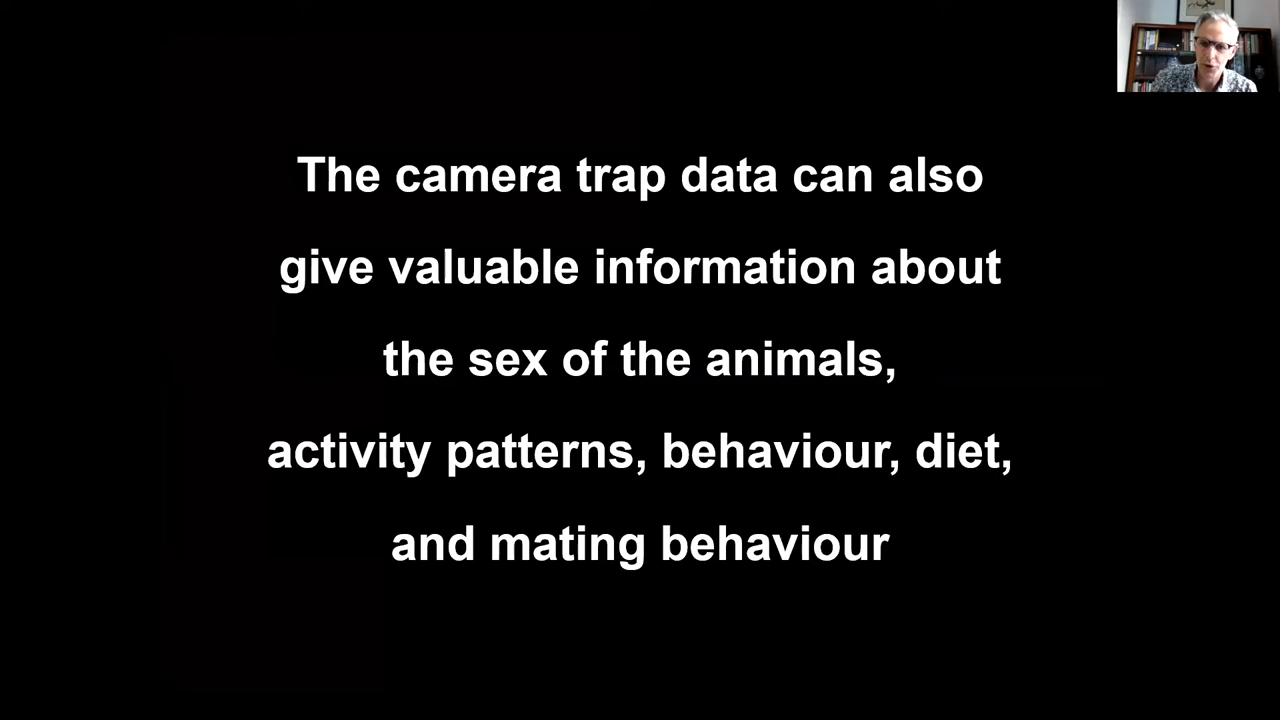 The camera trap data can also
give valuable information about
the sex of the animals,
activity patterns, behaviour, diet,
and mating behaviour